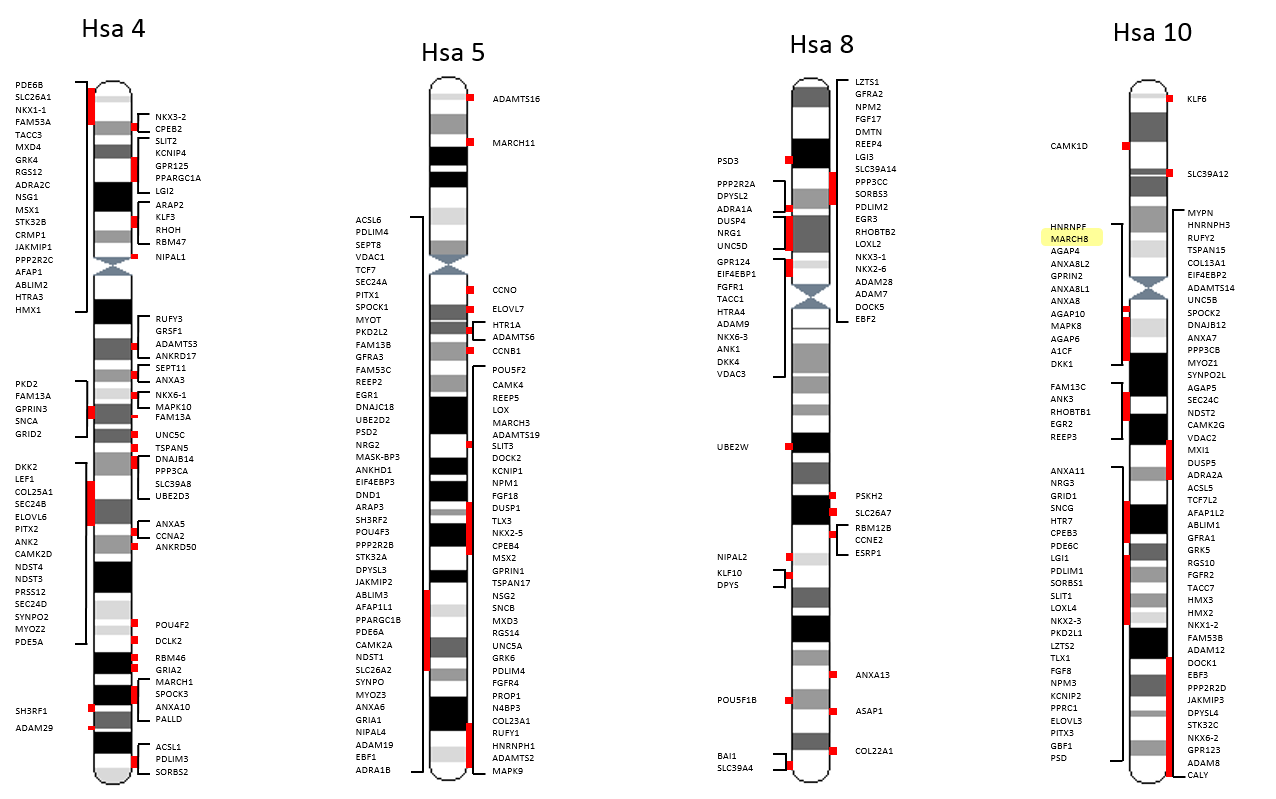 Hsa 4
PDE6B
SLC26A1
NKX1-1
FAM53A
TACC3
MXD4
GRK4
RGS12
ADRA2C
NSG1
MSX1
STK32B
CRMP1
JAKMIP1
PPP2R2C
AFAP1
ABLIM2
HTRA3
HMX1
PKD2
FAM13A
GPRIN3
SNCA
GRID2
DKK2
LEF1
COL25A1
SEC24B
ELOVL6
PITX2
ANK2
CAMK2D
NDST4
NDST3
PRSS12
SEC24D
SYNPO2
MYOZ2
PDE5A
SH3RF1
ADAM29
NKX3-2
CPEB2
SLIT2
KCNIP4
GPR125
PPARGC1A
LGI2
ARAP2
KLF3
RHOH
RBM47
NIPAL1
RUFY3
GRSF1
ADAMTS3
ANKRD17
SEPT11
ANXA3
NKX6-1
MAPK10
FAM13A
UNC5C
TSPAN5
DNAJB14
PPP3CA
SLC39A8
UBE2D3
ANXA5
CCNA2
ANKRD50
POU4F2
DCLK2
RBM46
GRIA2
MARCH1
SPOCK3
ANXA10
PALLD
ACSL1
PDLIM3
SORBS2
Hsa 5
ACSL6
PDLIM4
SEPT8
VDAC1
TCF7
SEC24A
PITX1
SPOCK1
MYOT
PKD2L2
FAM13B
GFRA3
FAM53C
REEP2
EGR1
DNAJC18
UBE2D2
PSD2
NRG2
MASK-BP3
ANKHD1
EIF4EBP3
DND1
ARAP3
SH3RF2
POU4F3
PPP2R2B
STK32A
DPYSL3
JAKMIP2
ABLIM3
AFAP1L1
PPARGC1B
PDE6A
CAMK2A
NDST1
SLC26A2
SYNPO
MYOZ3
ANXA6
GRIA1
NIPAL4
ADAM19
EBF1
ADRA1B
ADAMTS16
MARCH11
CCNO
ELOVL7
HTR1A
ADAMTS6
CCNB1
POU5F2
CAMK4
REEP5
LOX
MARCH3
ADAMTS19
SLIT3
DOCK2
KCNIP1
NPM1
FGF18
DUSP1
TLX3
NKX2-5
CPEB4
MSX2
GPRIN1
TSPAN17
NSG2
SNCB
MXD3
RGS14
UNC5A
GRK6
PDLIM4
FGFR4
PROP1
N4BP3
COL23A1
RUFY1
HNRNPH1
ADAMTS2
MAPK9
Hsa 8
PSD3
PPP2R2A
DPYSL2
ADRA1A
DUSP4
NRG1
UNC5D
GPR124
EIF4EBP1
FGFR1
TACC1
HTRA4
ADAM9
NKX6-3
ANK1
DKK4
VDAC3
UBE2W
NIPAL2
KLF10
DPYS
POU5F1B
BAI1
SLC39A4
LZTS1
GFRA2
NPM2
FGF17
DMTN
REEP4
LGI3
SLC39A14
PPP3CC
SORBS3
PDLIM2
EGR3
RHOBTB2
LOXL2
NKX3-1
NKX2-6
ADAM28
ADAM7
DOCK5
EBF2
PSKH2
SLC26A7
RBM12B
CCNE2
ESRP1
ANXA13
ASAP1
COL22A1
Hsa 10
CAMK1D
HNRNPF
MARCH8
AGAP4
ANXA8L2
GPRIN2
ANXA8L1
ANXA8
AGAP10
MAPK8
AGAP6
A1CF
DKK1
FAM13C
ANK3
RHOBTB1
EGR2
REEP3
ANXA11
NRG3
GRID1
SNCG
HTR7
CPEB3
PDE6C
LGI1
PDLIM1
SORBS1
SLIT1
LOXL4
NKX2-3
PKD2L1
LZTS2
TLX1
FGF8
NPM3
KCNIP2
PPRC1
ELOVL3
PITX3
GBF1
PSD
KLF6
SLC39A12
MYPN
HNRNPH3
RUFY2
TSPAN15
COL13A1
EIF4EBP2
ADAMTS14
UNC5B
SPOCK2
DNAJB12
ANXA7
PPP3CB
MYOZ1
SYNPO2L
AGAP5
SEC24C
NDST2
CAMK2G
VDAC2
MXI1
DUSP5
ADRA2A
ACSL5
TCF7L2
AFAP1L2
ABLIM1
GFRA1
GRK5
RGS10
FGFR2
TACC7
HMX3
HMX2
NKX1-2
FAM53B
ADAM12
DOCK1
EBF3
PPP2R2D
JAKMIP3
DPYSL4
STK32C
NKX6-2
GPR123
ADAM8
CALY